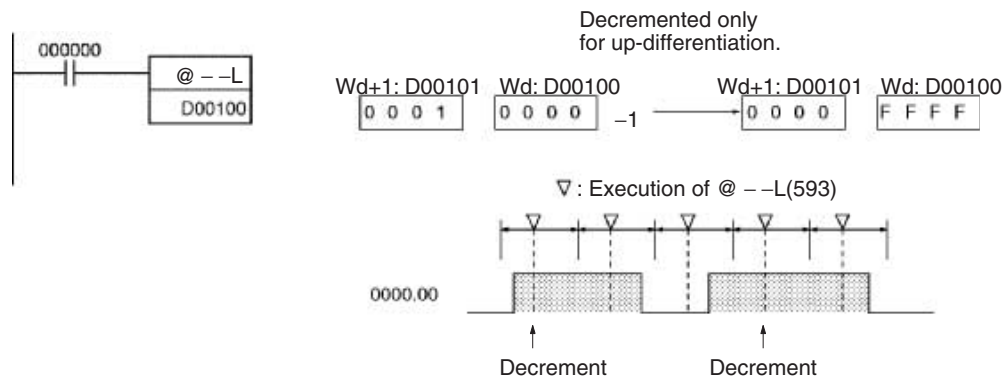 Decremented only
for up-differentiation.
000000
@ – –L
D00100
Wd+1: D00101 Wd: D00100 Wd+1: D00101 Wd: D00100
0 0 0 1 0 0 0 0 –1 0 0 0 0 F F F F
: Execution of @ – –L(593)
0000.00
Decrement Decrement